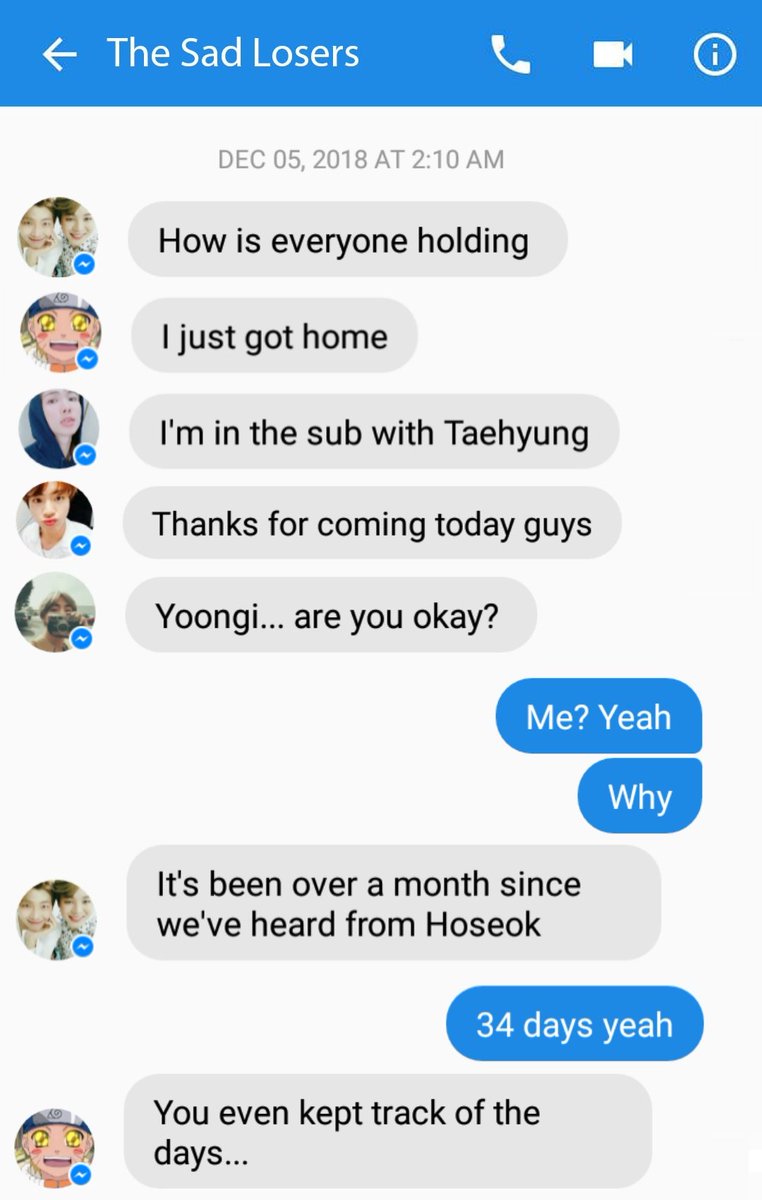 The Sad Losers
DEC 05, 2018 AT 2:10 AM
How is everyone holding
I just got home
I'm in the sub with Taehyung
Thanks for coming today guys
Yoongi... are you okay?
Me? Yeah
Why
It's been over a month since
we've heard from Hoseok
34 days yeah
You even kept track of the
days...